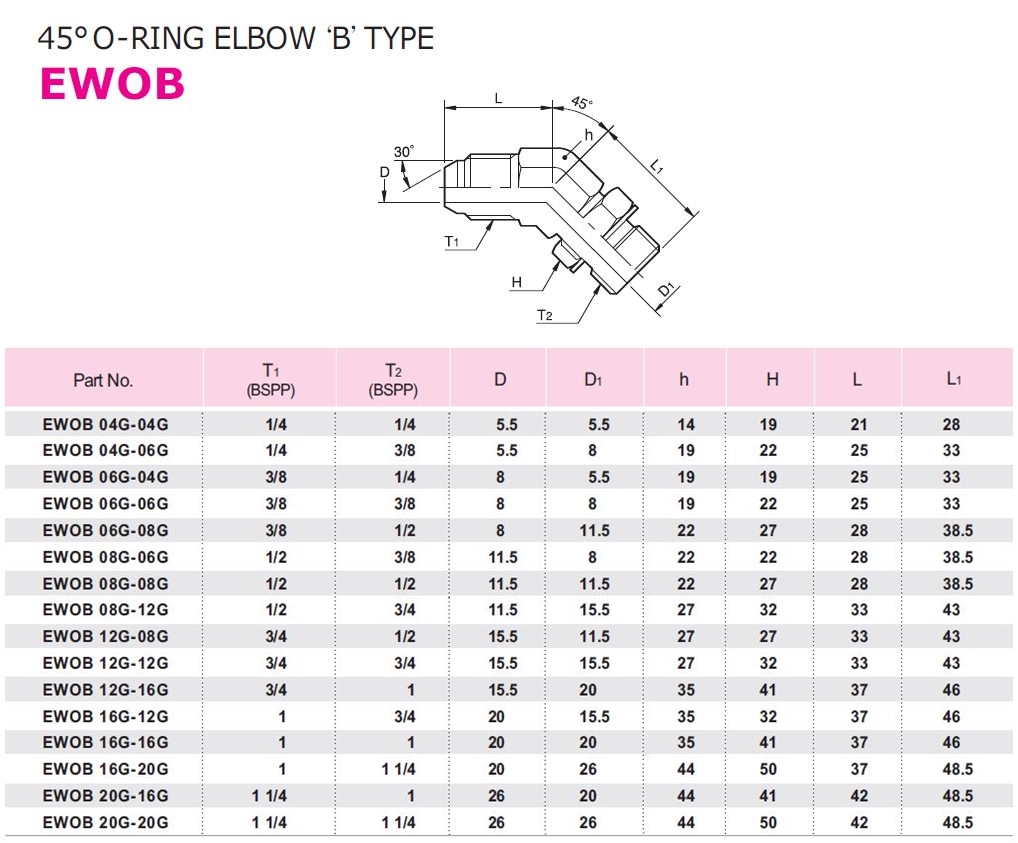 45° O-RING ELBOW ‘B’ TYPE
EWOB
L
45°
h
30°
D
L1
T1
H
D1
T2
Part No. T1 (BSPP) T2 (BSPP) D D1 h H L L1
EWOB 04G-04G 1/4 1/4 5.5 5.5 14 19 21 28
EWOB 04G-06G 1/4 3/8 5.5 8 19 22 25 33
EWOB 06G-04G 3/8 1/4 8 5.5 19 19 25 33
EWOB 06G-06G 3/8 3/8 8 8 19 22 25 33
EWOB 06G-08G 3/8 1/2 8 11.5 22 27 28 38.5
EWOB 08G-06G 1/2 3/8 11.5 8 22 22 28 38.5
EWOB 08G-08G 1/2 1/2 11.5 11.5 22 27 28 38.5
EWOB 08G-12G 1/2 3/4 11.5 15.5 27 32 33 43
EWOB 12G-08G 3/4 1/2 15.5 11.5 27 27 33 43
EWOB 12G-12G 3/4 3/4 15.5 15.5 27 32 33 43
EWOB 12G-16G 3/4 1 15.5 20 35 41 37 46
EWOB 16G-12G 1 3/4 20 15.5 35 32 37 46
EWOB 16G-16G 1 1 20 20 35 41 37 46
EWOB 16G-20G 1 1 1/4 20 26 44 50 37 48.5
EWOB 20G-16G 1 1/4 1 26 20 44 41 42 48.5
EWOB 20G-20G 1 1/4 1 1/4 26 26 44 50 42 48.5